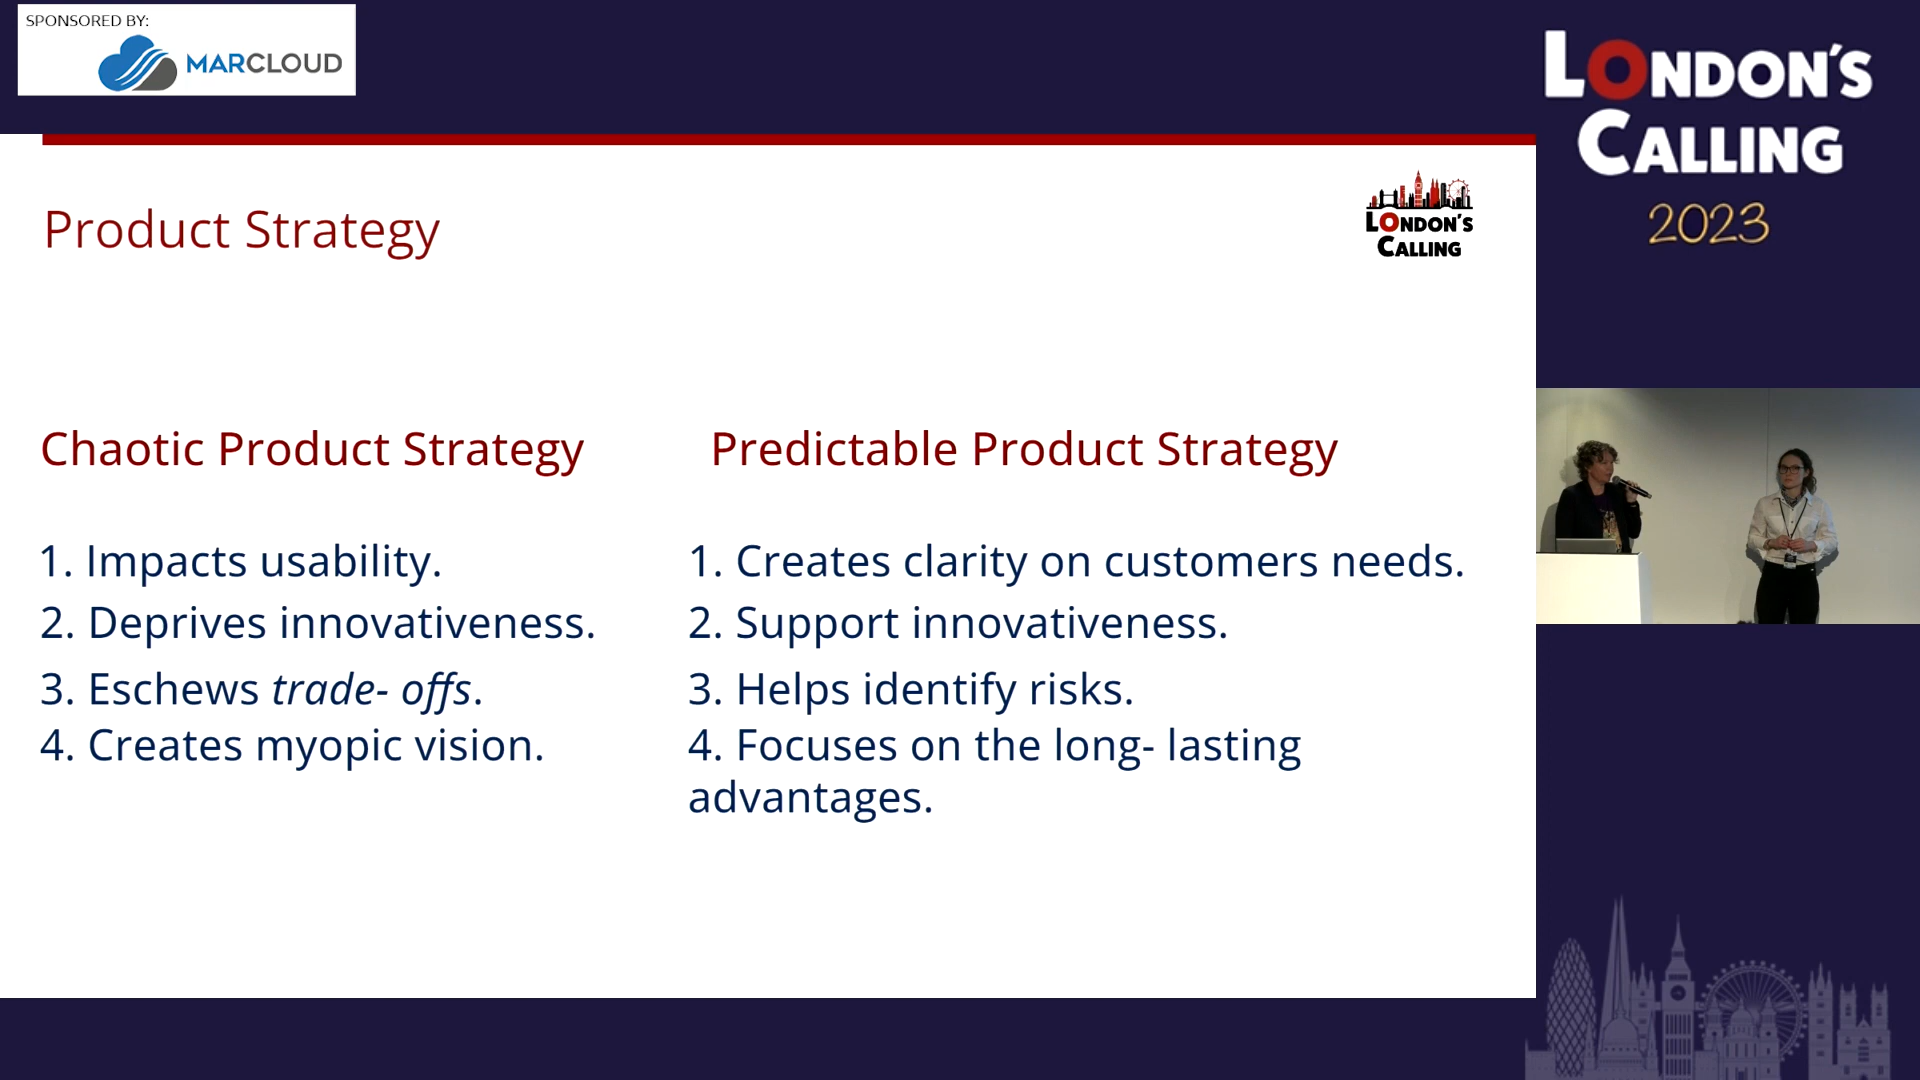 SPONSORED BY:
MARCLOUD
LONDON'S
CALLING
2023
Product Strategy
LONDON'S
CALLING
Chaotic Product Strategy
1. Impacts usability.
2. Deprives innovativeness.
3. Eschews trade- offs.
4. Creates myopic vision.
Predictable Product Strategy
1. Creates clarity on customers needs.
2. Support innovativeness.
3. Helps identify risks.
4. Focuses on the long- lasting
advantages.